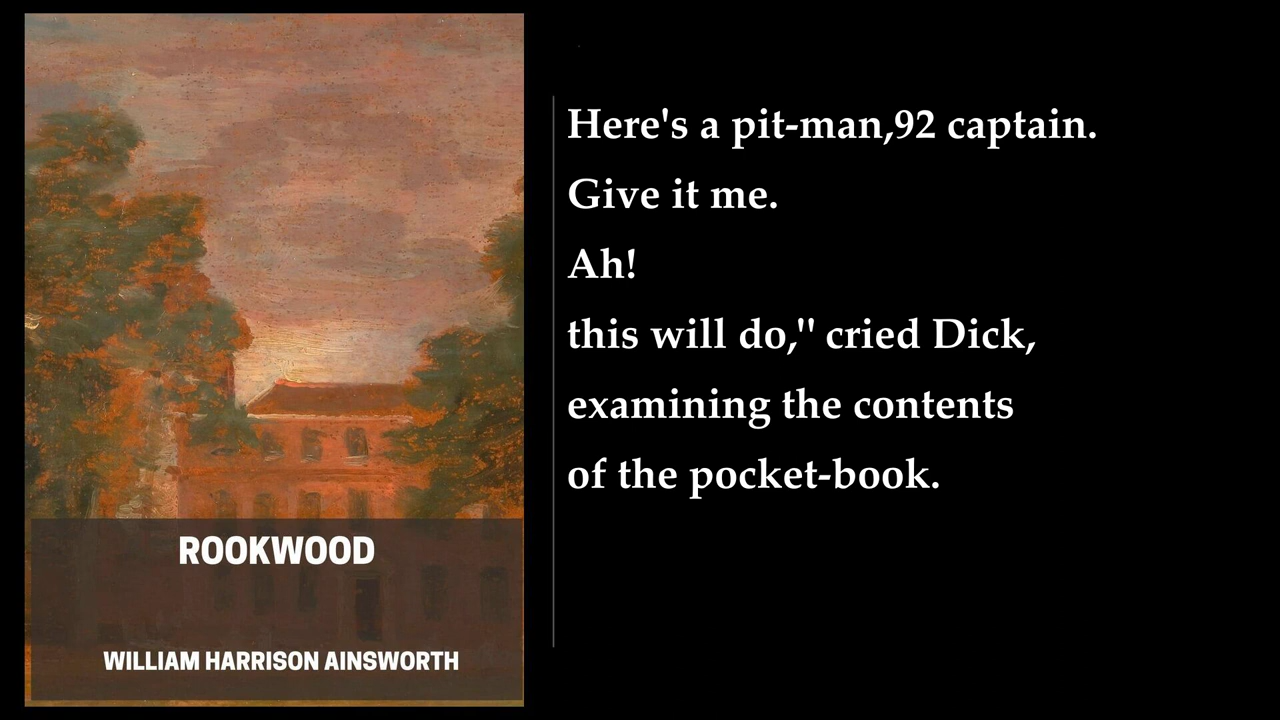 ROOKWOOD
WILLIAM HARRISON AINSWORTH
Here's a pit-man,92 captain.
Give it me.
Ah!
this will do," cried Dick,
examining the contents
of the pocket-book.